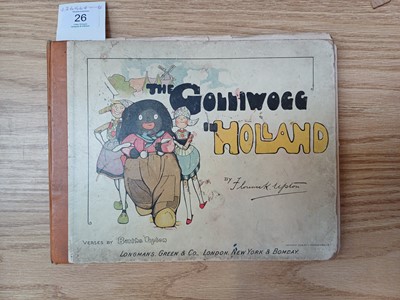 26
THE GOLLIWOGG
in HOLLAND
BY Florence K. Upton
VERSES BY Bertha Upton
LONGMANS, GREEN & CO., LONDON, NEW YORK & BOMBAY